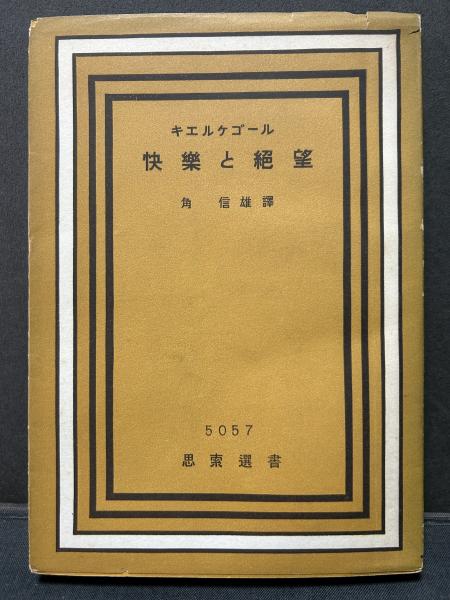 キエルケゴール
快樂と絕望
角 信雄譯
5057
思索選書